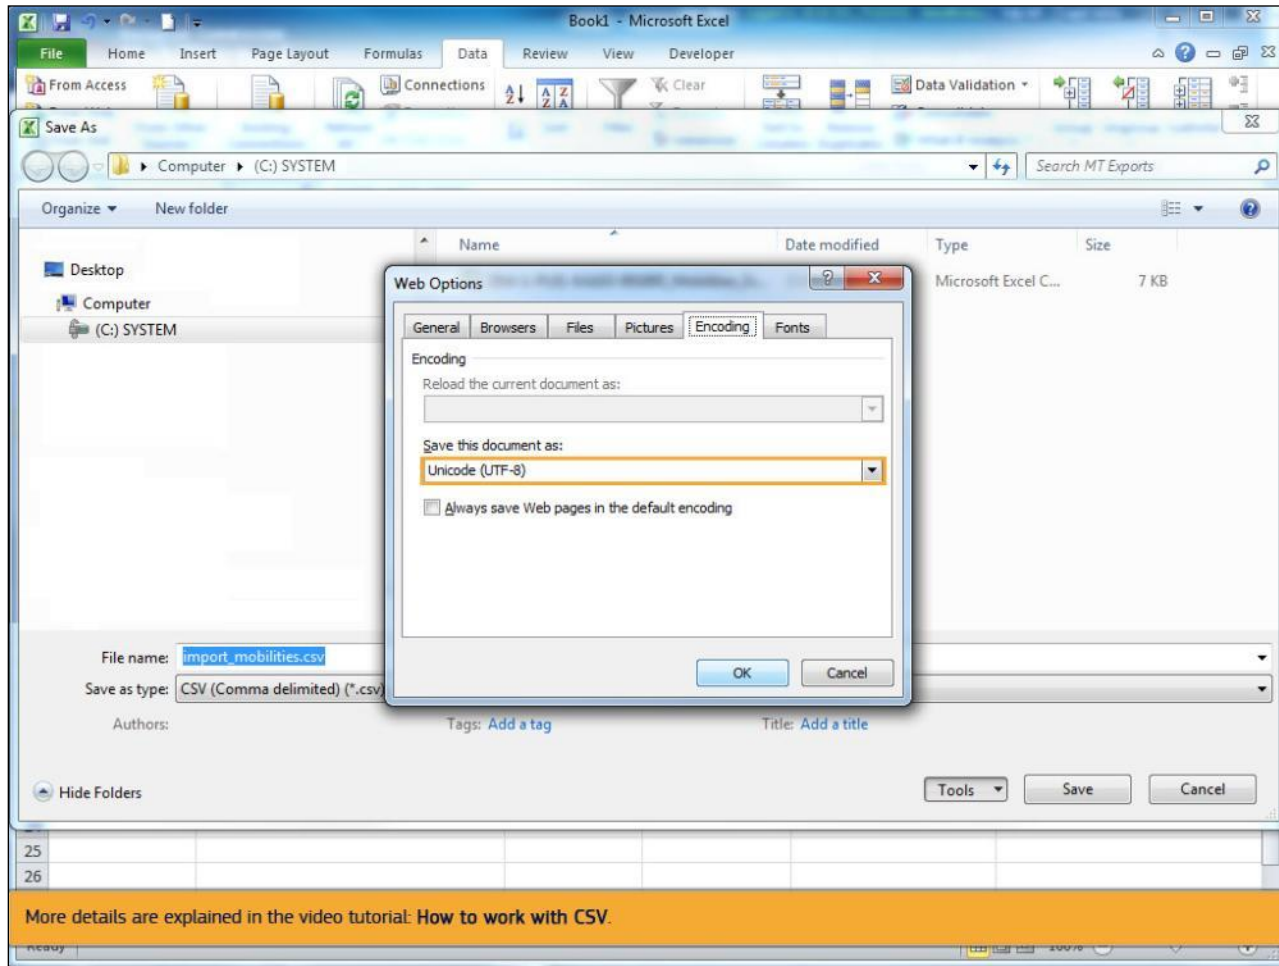 Book1 - Microsoft Excel
File Home Insert Page Layout Formulas Data Review View Developer
From Access Connections Clear Data Validation
Save As
Computer (C:) SYSTEM Search MT Exports
Organize New folder
Name Date modified Type Size
Desktop
Computer
(C:) SYSTEM
Microsoft Excel C... 7 KB
Web Options
General Browsers Files Pictures Encoding Fonts
Encoding
Reload the current document as:
Save this document as:
Unicode (UTF-8)
Always save Web pages in the default encoding
OK Cancel
File name: import_mobilities.csv
Save as type: CSV (Comma delimited) (*.csv)
Authors: Tags: Add a tag Title: Add a title
Hide Folders Tools Save Cancel
25
26
More details are explained in the video tutorial: How to work with CSV.
Ready 100%